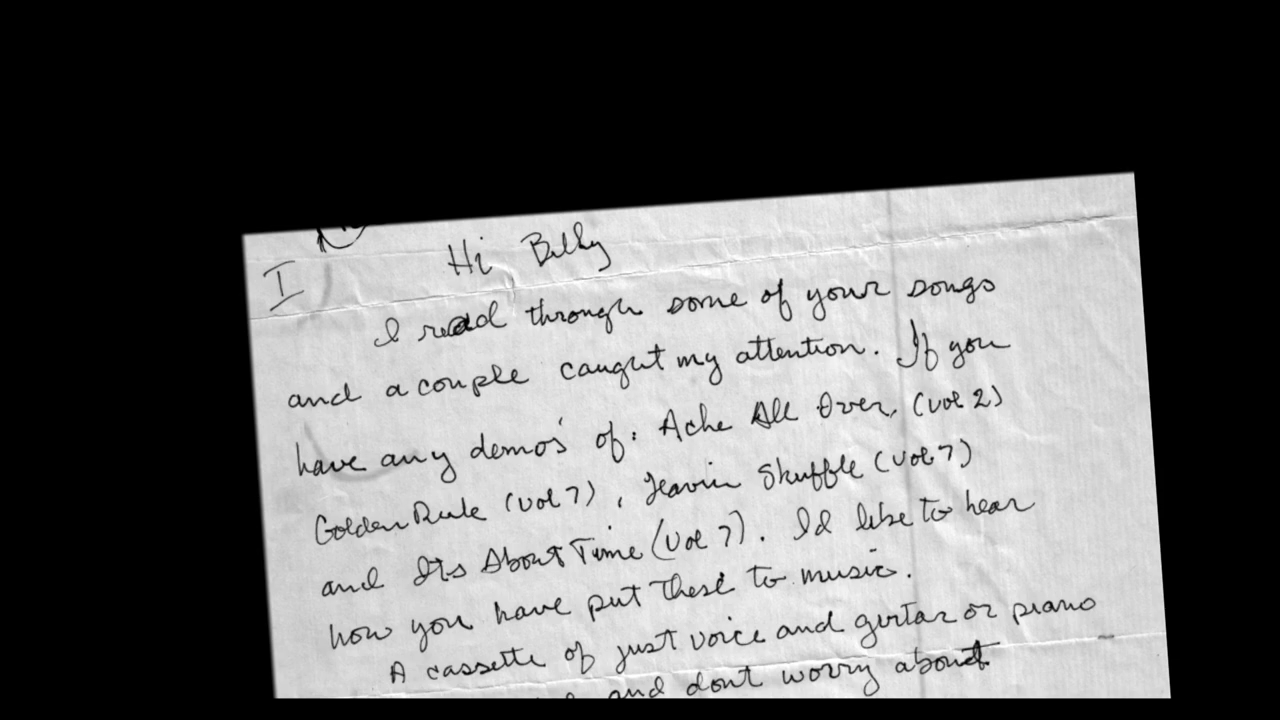 I
Hi Billy
I read through some of your songs
and a couple caught my attention. If you
have any demos' of: Ache All Over, (vol 2)
Golden Rule (vol 7), Leavin Shuffle (vol. 7)
and Its About Time (vol 7). Id like to hear
how you have put these to music.
A cassette of just voice and guitar or piano
and dont worry about